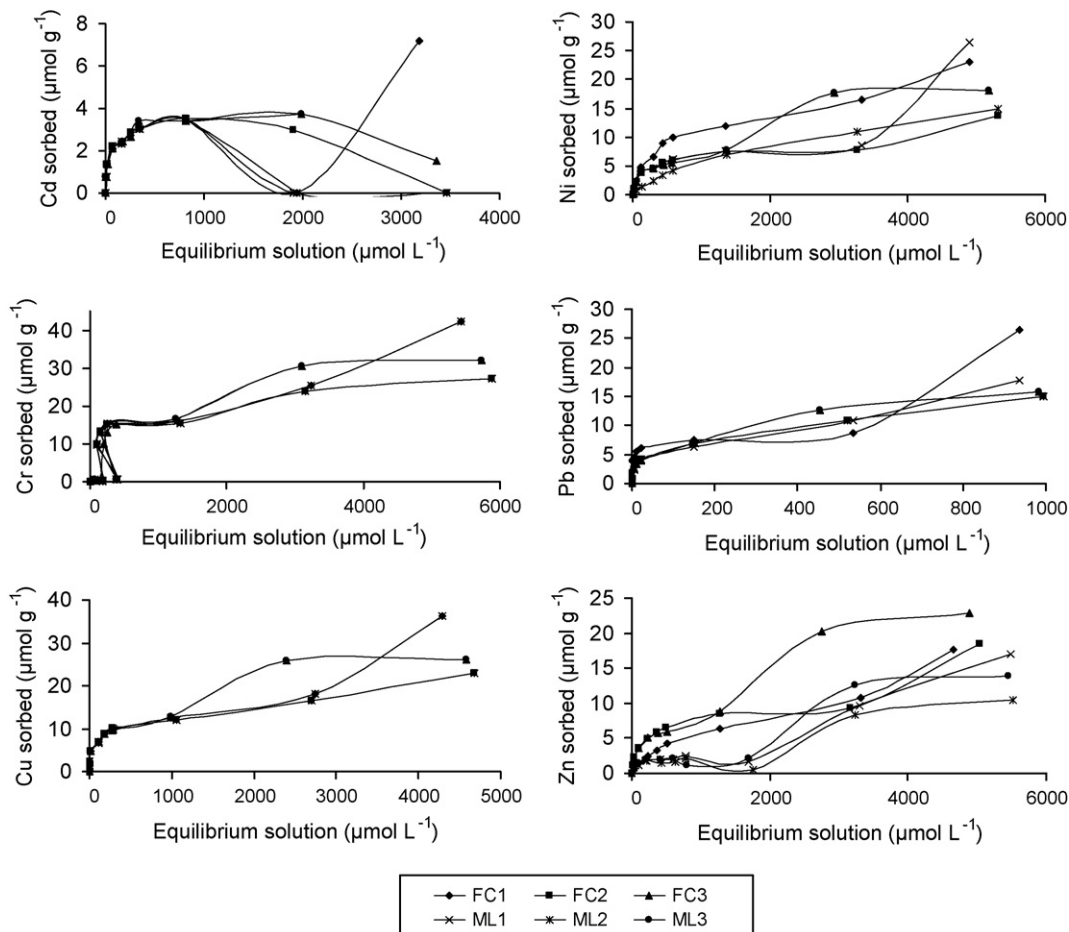 Cd sorbed (µmol g⁻¹)
8
6
4
2
0
0 1000 2000 3000 4000
Equilibrium solution (µmol L⁻¹)
Ni sorbed (µmol g⁻¹)
30
25
20
15
10
5
0
0 2000 4000 6000
Equilibrium solution (µmol L⁻¹)
Cr sorbed (µmol g⁻¹)
40
30
20
10
0
0 2000 4000 6000
Equilibrium solution (µmol L⁻¹)
Pb sorbed (µmol g⁻¹)
30
25
20
15
10
5
0
0 200 400 600 800 1000
Equilibrium solution (µmol L⁻¹)
Cu sorbed (µmol g⁻¹)
40
30
20
10
0
0 1000 2000 3000 4000 5000
Equilibrium solution (µmol L⁻¹)
Zn sorbed (µmol g⁻¹)
25
20
15
10
5
0
0 2000 4000 6000
Equilibrium solution (µmol L⁻¹)
FC1 FC2 FC3
ML1 ML2 ML3